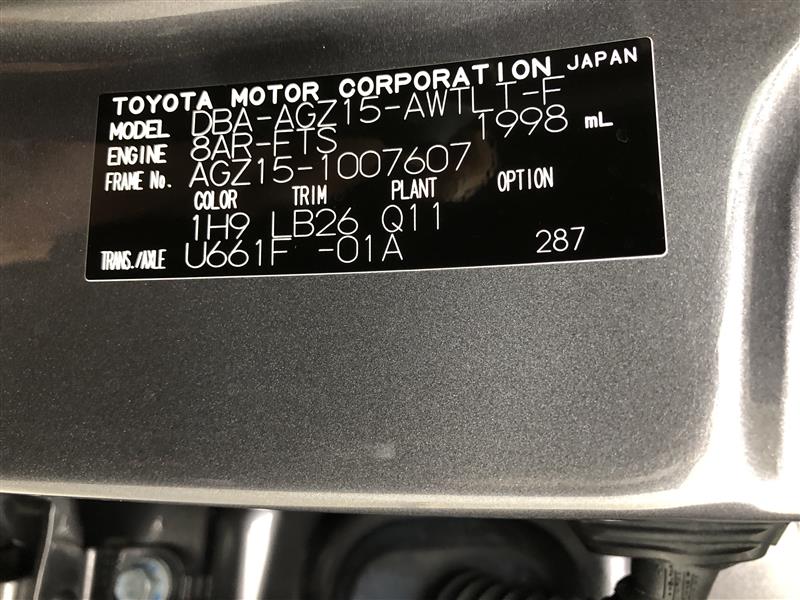 TOYOTA MOTOR CORPORATION JAPAN
MODEL DBA-AGZ15-AWTLT-F
ENGINE 8AR-FTS 1998 mL
FRAME No. AGZ15-1007607
COLOR TRIM PLANT OPTION
1H9 LB26 Q11
TRANS./AXLE U661F -01A 287